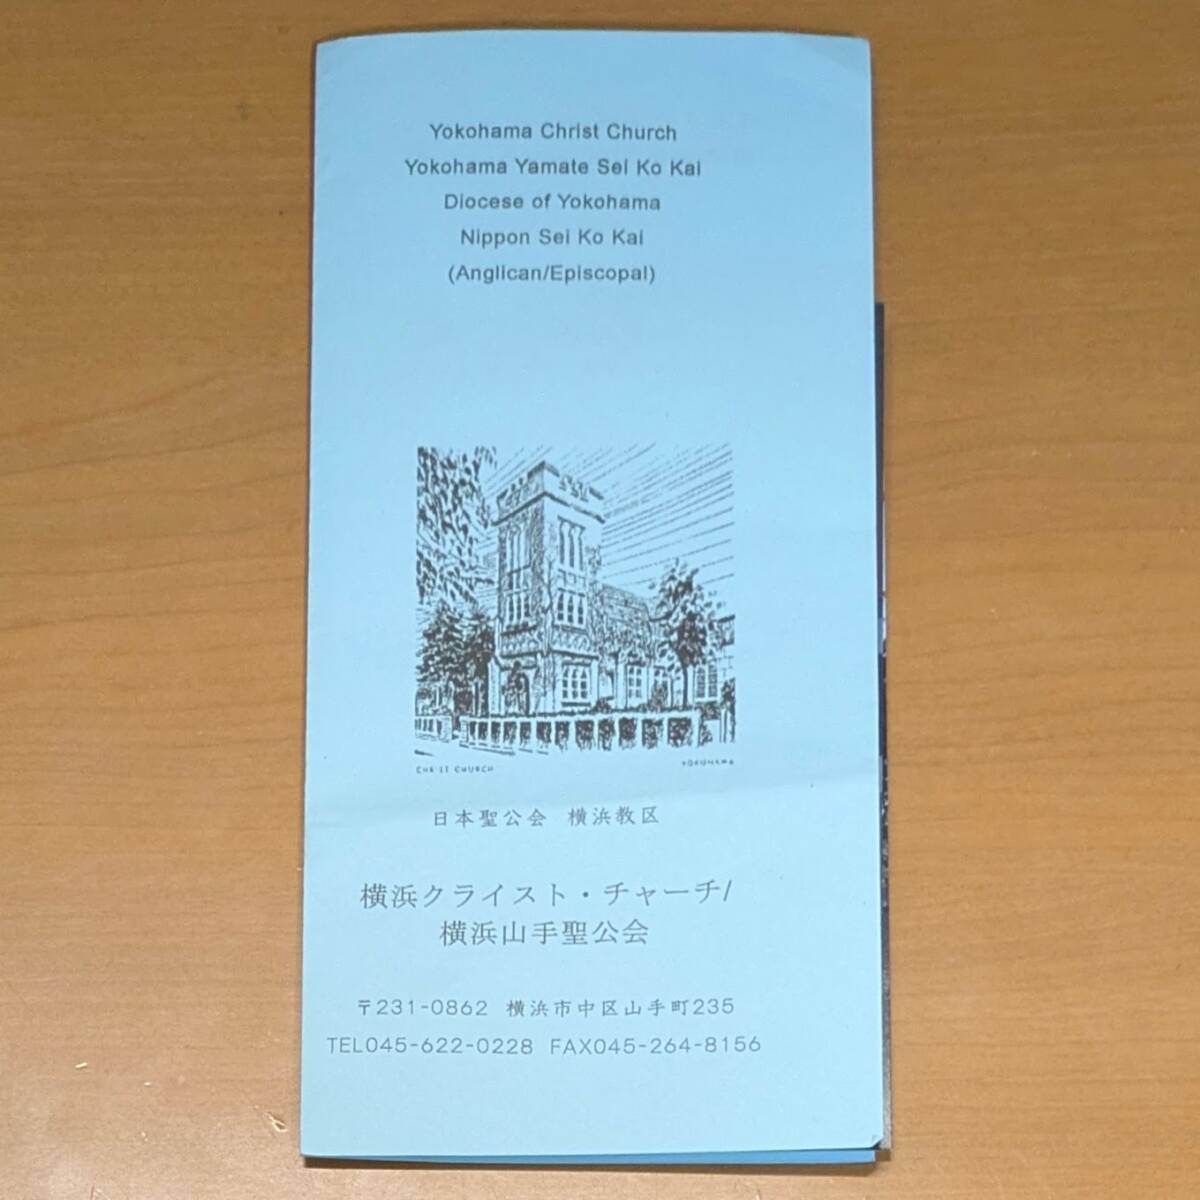 Yokohama Christ Church
Yokohama Yamate Sei Ko Kai
Diocese of Yokohama
Nippon Sei Ko Kai
(Anglican/Episcopal)
CHURCH YOKOHAMA
日本聖公会 横浜教区
横浜クライスト・チャーチ/
横浜山手聖公会
〒231-0862 横浜市中区山手町235
TEL045-622-0228 FAX045-264-8156